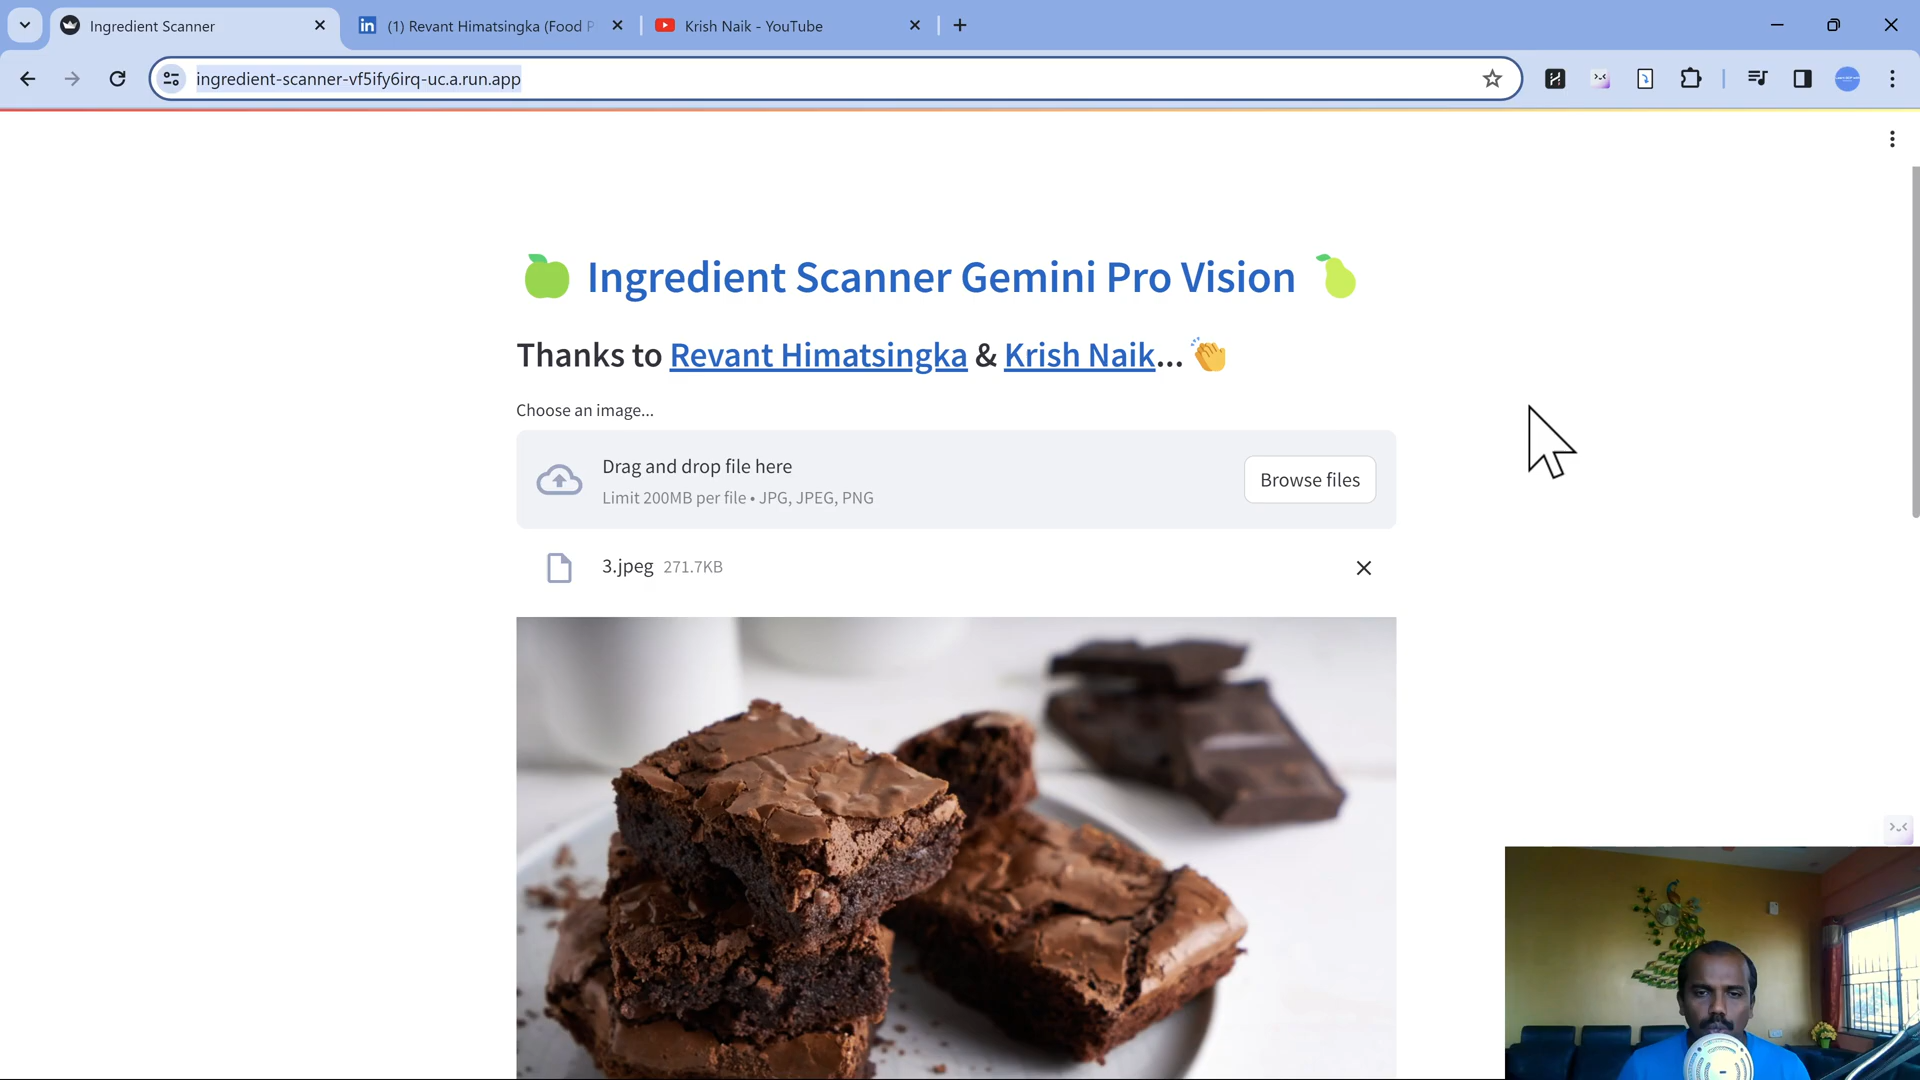 Ingredient Scanner
(1) Revant Himatsingka (Food P
Krish Naik - YouTube
ingredient-scanner-vf5ify6irq-uc.a.run.app
Ingredient Scanner Gemini Pro Vision
Thanks to Revant Himatsingka & Krish Naik... 👏
Choose an image...
Drag and drop file here
Limit 200MB per file • JPG, JPEG, PNG
Browse files
3.jpeg 271.7KB